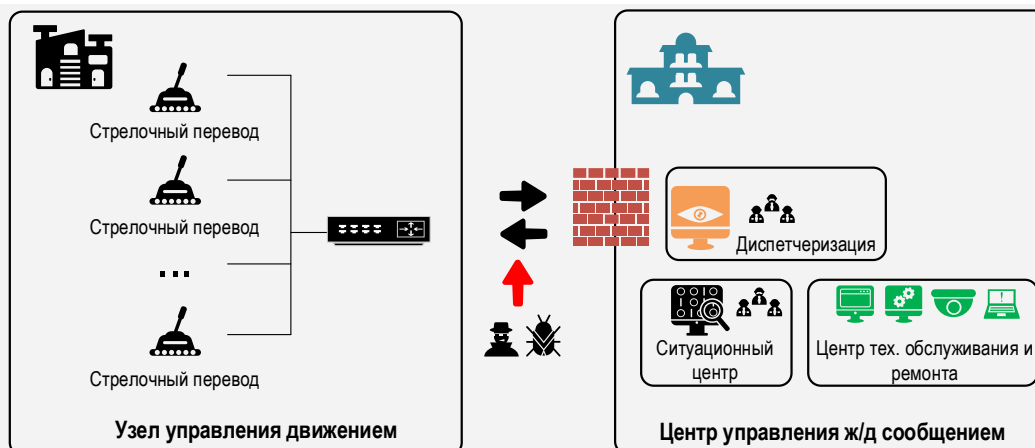 Стрелочный перевод
Стрелочный перевод
...
Стрелочный перевод
Узел управления движением
Диспетчеризация
Ситуационный
центр
Центр тех. обслуживания и
ремонта
Центр управления ж/д сообщением